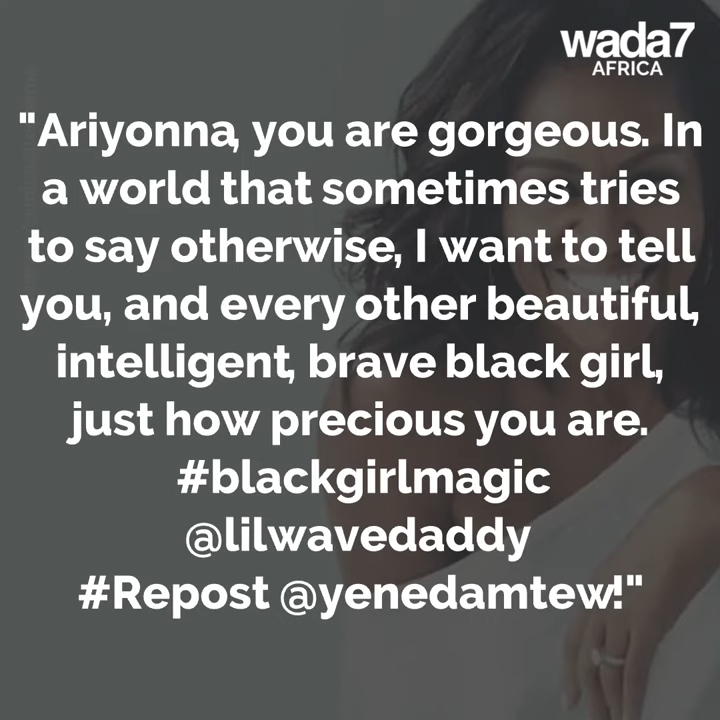 wada7
AFRICA
"Ariyonna, you are gorgeous. In
a world that sometimes tries
to say otherwise, I want to tell
you, and every other beautiful,
intelligent, brave black girl,
just how precious you are.
#blackgirlmagic
@lilwavedaddy
#Repost @yenedamtew!"